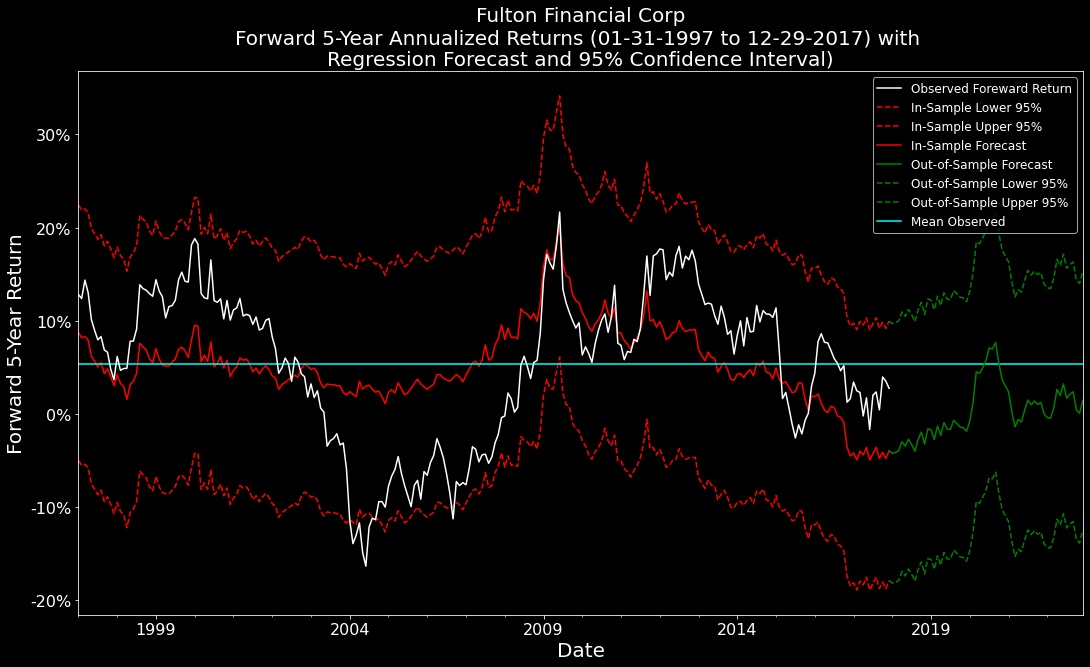 Fulton Financial Corp
Forward 5-Year Annualized Returns (01-31-1997 to 12-29-2017) with
Regression Forecast and 95% Confidence Interval)
Observed Foreward Return
In-Sample Lower 95%
In-Sample Upper 95%
In-Sample Forecast
Out-of-Sample Forecast
Out-of-Sample Lower 95%
Out-of-Sample Upper 95%
Mean Observed
Forward 5-Year Return
30%
20%
10%
0%
-10%
-20%
1999
2004
2009
2014
2019
Date